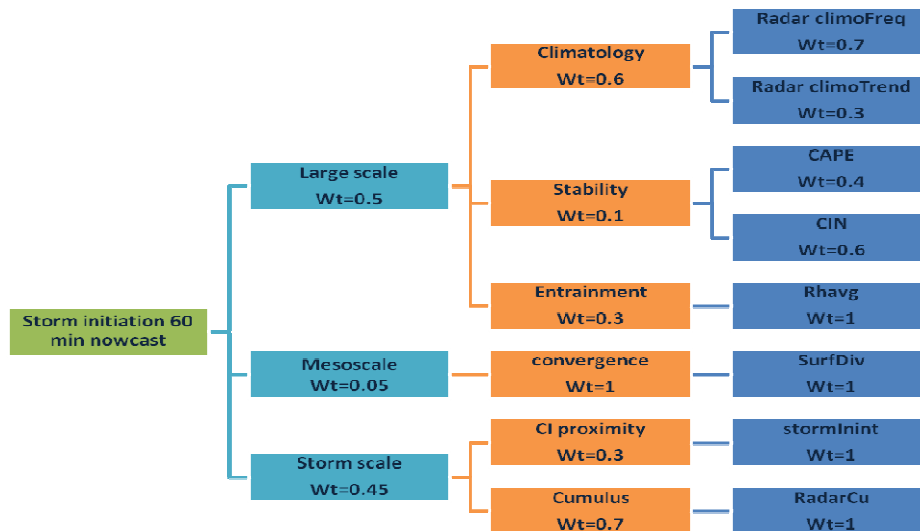 Storm initiation 60
min nowcast
Large scale
Wt=0.5
Climatology
Wt=0.6
Radar climoFreq
Wt=0.7
Radar climoTrend
Wt=0.3
Stability
Wt=0.1
CAPE
Wt=0.4
CIN
Wt=0.6
Entrainment
Wt=0.3
Rhavg
Wt=1
Mesoscale
Wt=0.05
convergence
Wt=1
SurfDiv
Wt=1
Storm scale
Wt=0.45
CI proximity
Wt=0.3
stormInint
Wt=1
Cumulus
Wt=0.7
RadarCu
Wt=1